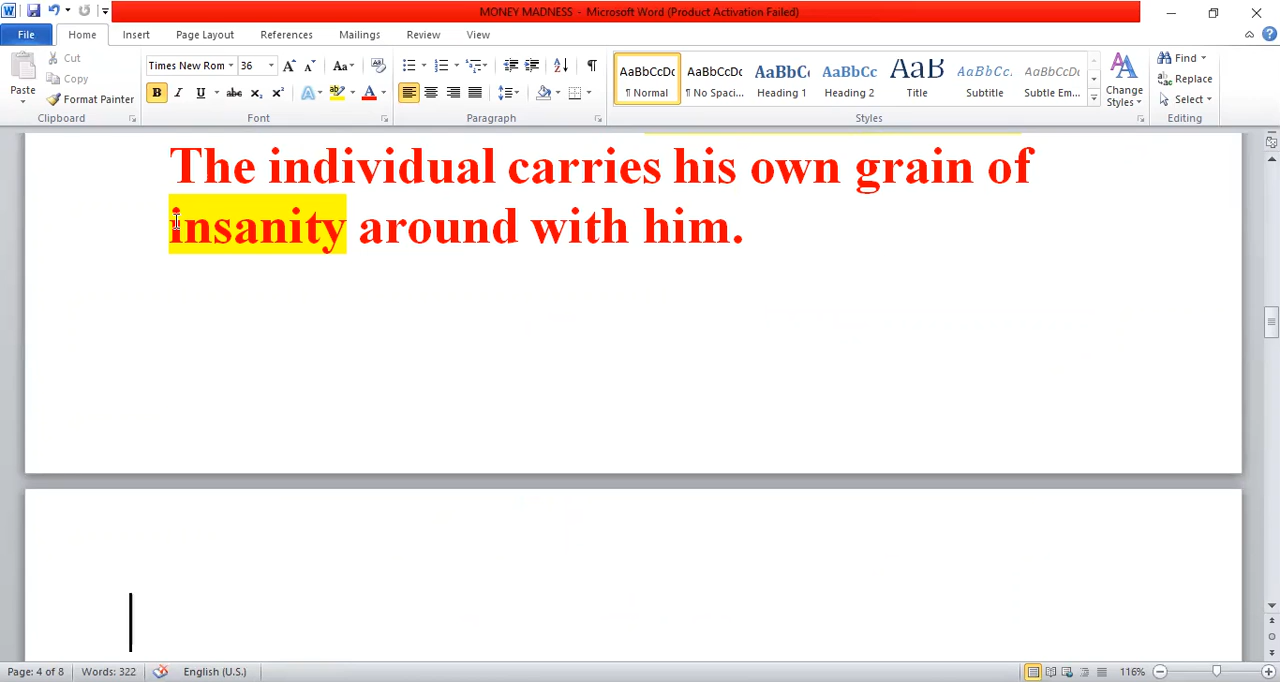 MONEY MADNESS - Microsoft Word (Product Activation Failed)
File Home Insert Page Layout References Mailings Review View
Cut
Copy
Format Painter
Paste
Clipboard
Times New Rom 36
Font
Paragraph
AaBbCcDc AaBbCcDc AaBbC AaBbCc AaB AaBbCc. AaBbCcDc
¶ Normal ¶ No Spaci... Heading 1 Heading 2 Title Subtitle Subtle Em...
Styles
Change
Styles
Find
Replace
Select
Editing
The individual carries his own grain of
insanity around with him.
Page: 4 of 8 Words: 322 English (U.S.) 116%